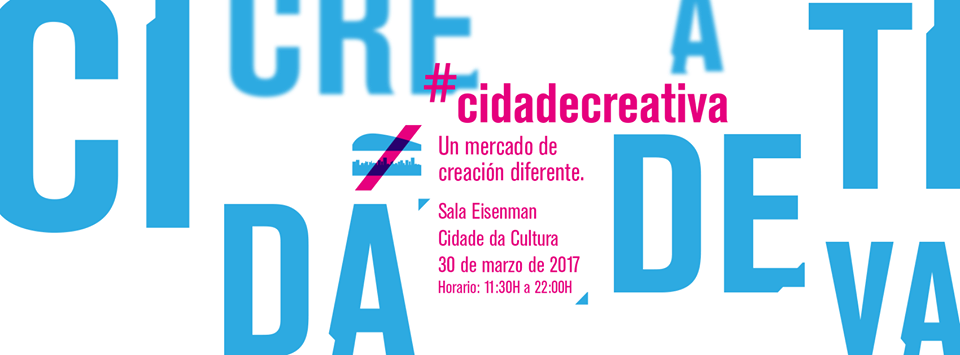 CI
CRE
A
TI
#cidadecreativa
Un mercado de
creación diferente.
DA
DE
Sala Eisenman
Cidade da Cultura
30 de marzo de 2017
Horario: 11:30H a 22:00H
VA